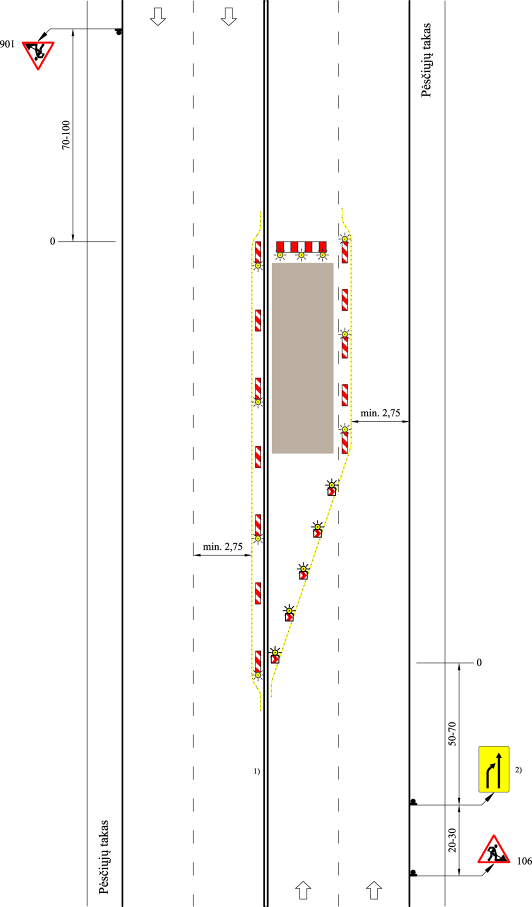 Pėsčiųjų takas
106
70-100
0
min. 2,75
min. 2,75
0
50-70
1)
2)
20-30
Pėsčiųjų takas
106